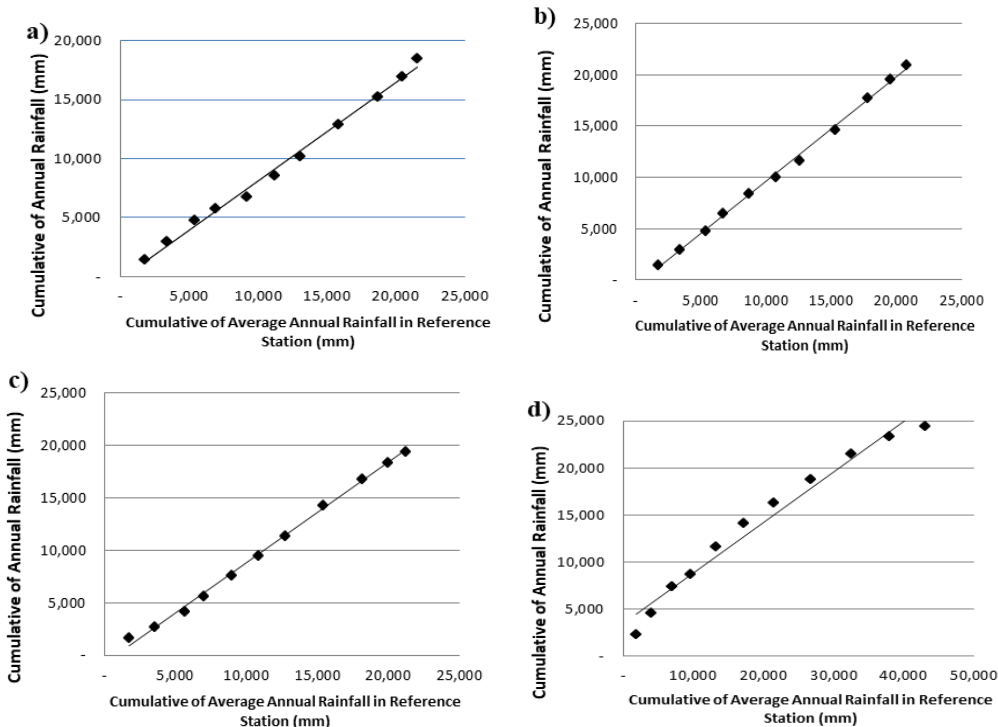 a)
Cumulative of Annual Rainfall (mm)
20,000
15,000
10,000
5,000
-
- 5,000 10,000 15,000 20,000 25,000
Cumulative of Average Annual Rainfall in Reference
Station (mm)
b)
Cumulative of Annual Rainfall (mm)
25,000
20,000
15,000
10,000
5,000
-
- 5,000 10,000 15,000 20,000 25,000
Cumulative of Average Annual Rainfall in Reference
Station (mm)
c)
Cumulative of Annual Rainfall (mm)
25,000
20,000
15,000
10,000
5,000
-
- 5,000 10,000 15,000 20,000 25,000
Cumulative of Average Annual Rainfall in Reference
Station (mm)
d)
Cumulative of Annual Rainfall (mm)
25,000
20,000
15,000
10,000
5,000
-
- 10,000 20,000 30,000 40,000 50,000
Cumulative of Average Annual Rainfall in Reference
Station (mm)